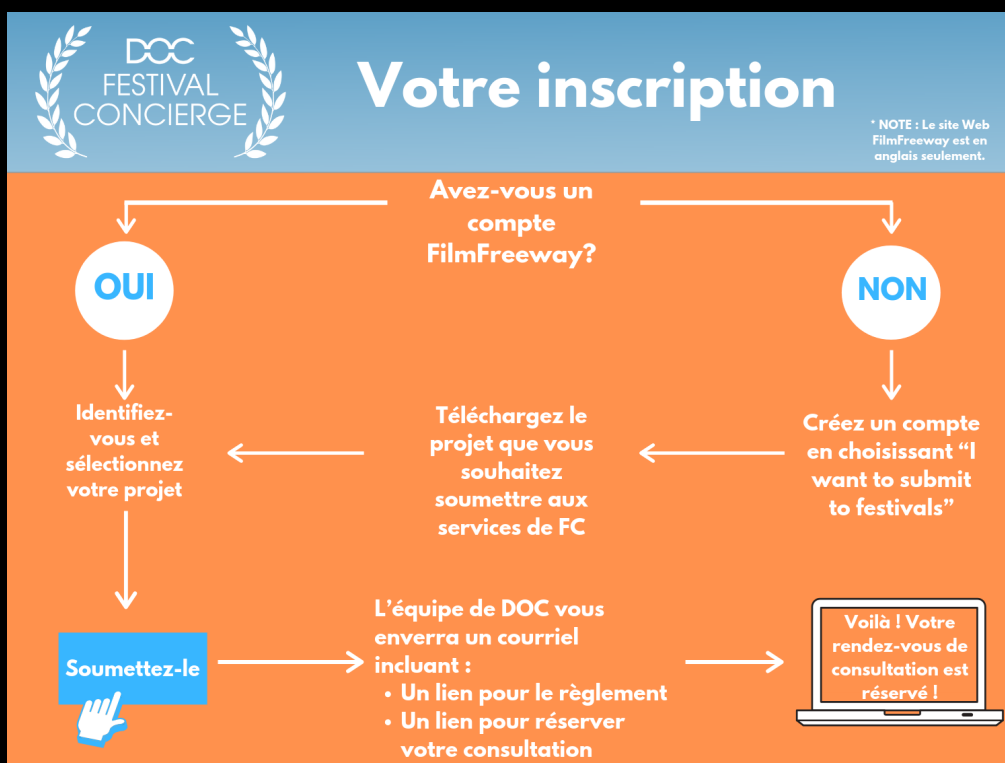 DOC
FESTIVAL
CONCIERGE
Votre inscription
* NOTE : Le site Web
FilmFreeway est en
anglais seulement.
Avez-vous un
compte
FilmFreeway?
OUI
NON
Identifiez-
vous et
sélectionnez
votre projet
Téléchargez le
projet que vous
souhaitez
soumettre aux
services de FC
Créez un compte
en choisissant “I
want to submit
to festivals”
Soumettez-le
L’équipe de DOC vous
enverra un courriel
incluant :
• Un lien pour le règlement
• Un lien pour réserver
votre consultation
Voilà ! Votre
rendez-vous de
consultation est
réservé !